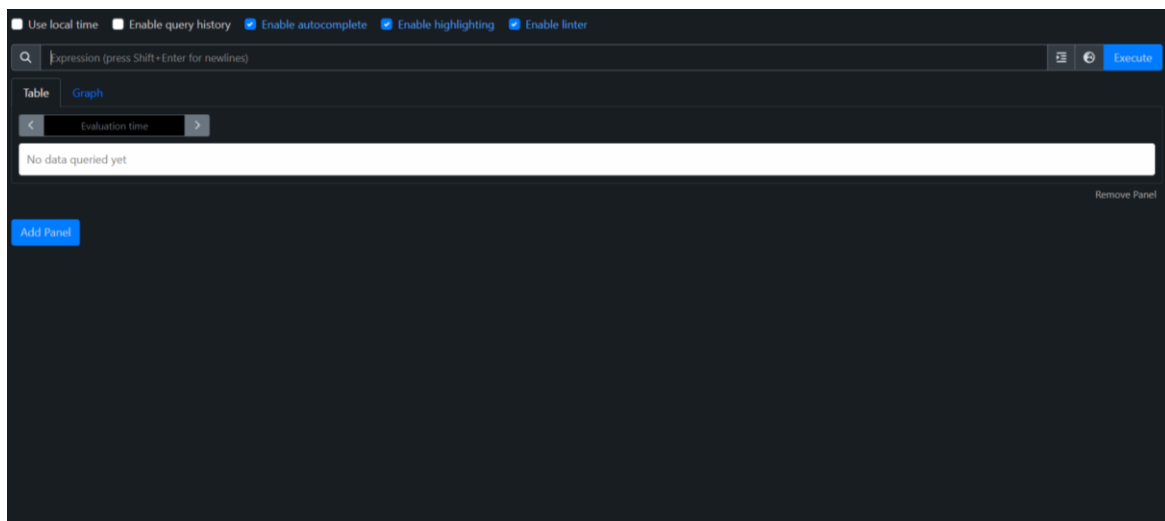 Use local time Enable query history Enable autocomplete Enable highlighting Enable linter
Expression (press Shift+Enter for newlines) Execute
Table Graph
Evaluation time
No data queried yet
Remove Panel
Add Panel